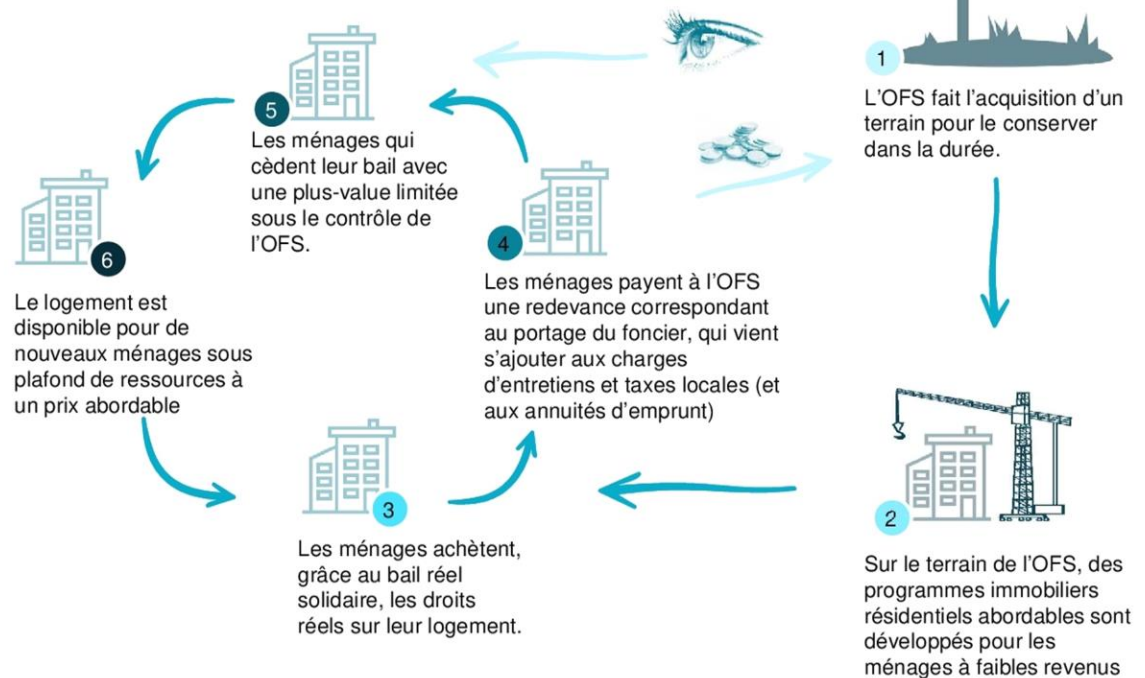 1
L'OFS fait l'acquisition d'un
terrain pour le conserver
dans la durée.
2
Sur le terrain de l'OFS, des
programmes immobiliers
résidentiels abordables sont
développés pour les
ménages à faibles revenus
3
Les ménages achètent,
grâce au bail réel
solidaire, les droits
réels sur leur logement.
4
Les ménages payent à l'OFS
une redevance correspondant
au portage du foncier, qui vient
s'ajouter aux charges
d'entretiens et taxes locales (et
aux annuités d'emprunt)
5
Les ménages qui
cèdent leur bail avec
une plus-value limitée
sous le contrôle de
l'OFS.
6
Le logement est
disponible pour de
nouveaux ménages sous
plafond de ressources à
un prix abordable